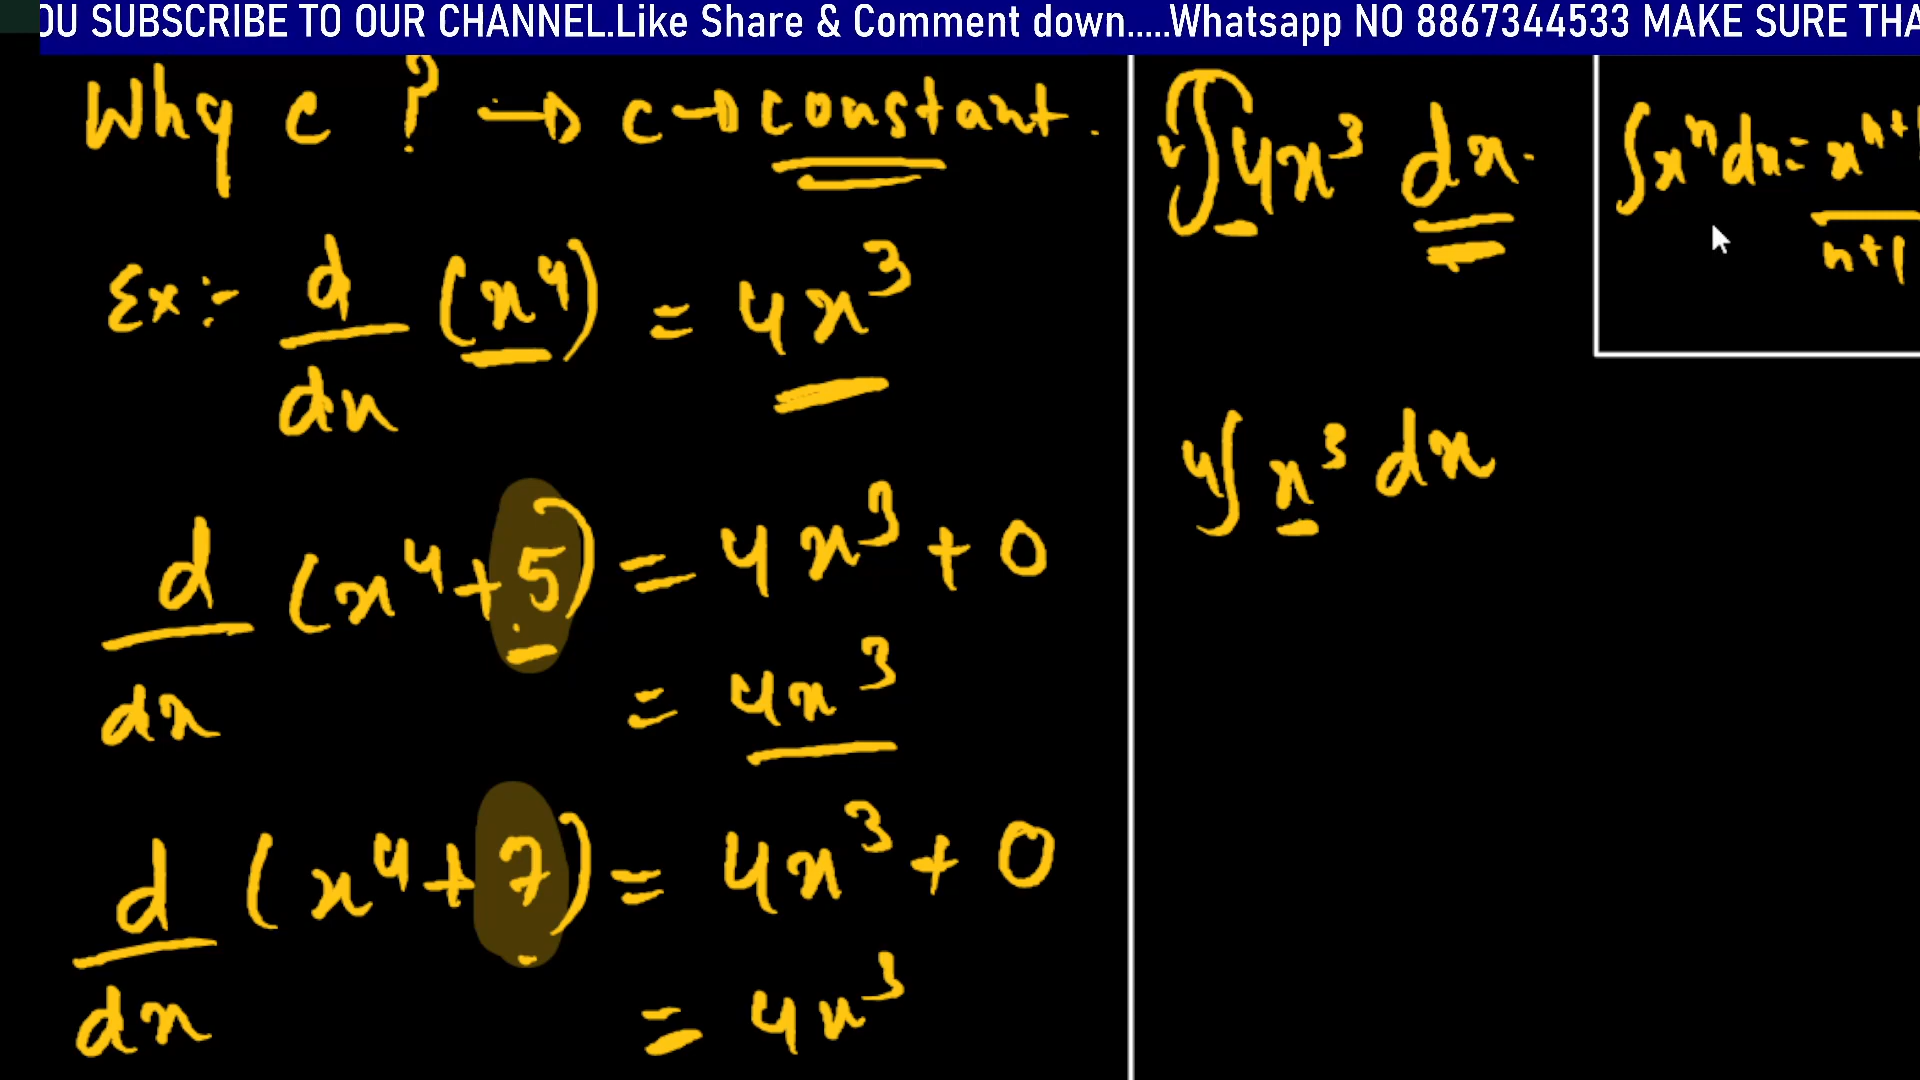 OU SUBSCRIBE TO OUR CHANNEL.Like Share & Comment down.....Whatsapp NO 8867344533 MAKE SURE THA
Why c ? → c → constant.
Ex:- d/dx (x⁴) = 4x³
d/dx (x⁴+5) = 4x³ + 0
= 4x³
d/dx (x⁴+7) = 4x³ + 0
= 4x³
∫4x³ dx.
4∫ x³ dx
∫xⁿdx = xⁿ⁺¹/n+1